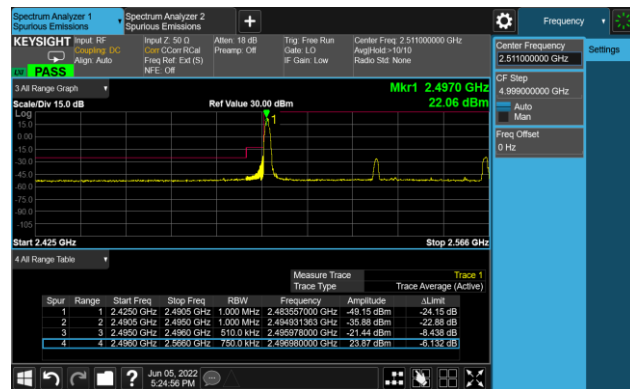 Spectrum Analyzer 1
Spurious Emissions
Spectrum Analyzer 2
Spurious Emissions
+
Frequency
KEYSIGHT
Input: RF
Coupling: DC
Align: Auto
Input Z: 50 Ω
Corr CCorr RCal
Freq Ref: Ext (S)
NFE: Off
Atten: 18 dB
Preamp: Off
Trig: Free Run
Gate: LO
IF Gain: Low
Center Freq: 2.511000000 GHz
Avg|Hold:>10/10
Radio Std: None
PASS
Center Frequency
2.511000000 GHz
Settings
CF Step
4.999000000 GHz
Auto
Man
Freq Offset
0 Hz
3 All Range Graph
Scale/Div 15.0 dB
Ref Value 30.00 dBm
Mkr1 2.4970 GHz
22.06 dBm
Log
15.0
0.00
-15.0
-30.0
-45.0
-60.0
-75.0
-90.0
-105
1
Start 2.425 GHz
Stop 2.566 GHz
4 All Range Table
Measure Trace Trace 1
Trace Type Trace Average (Active)
Spur Range Start Freq Stop Freq RBW Frequency Amplitude ΔLimit
1 1 2.4250 GHz 2.4905 GHz 1.000 MHz 2.483557000 GHz -49.15 dBm -24.15 dB
2 2 2.4905 GHz 2.4950 GHz 1.000 MHz 2.494931363 GHz -35.88 dBm -22.88 dB
3 3 2.4950 GHz 2.4960 GHz 510.0 kHz 2.495978000 GHz -21.44 dBm -8.438 dB
4 4 2.4960 GHz 2.5660 GHz 750.0 kHz 2.496980000 GHz 23.87 dBm -6.132 dB
?
Jun 05, 2022
5:24:56 PM